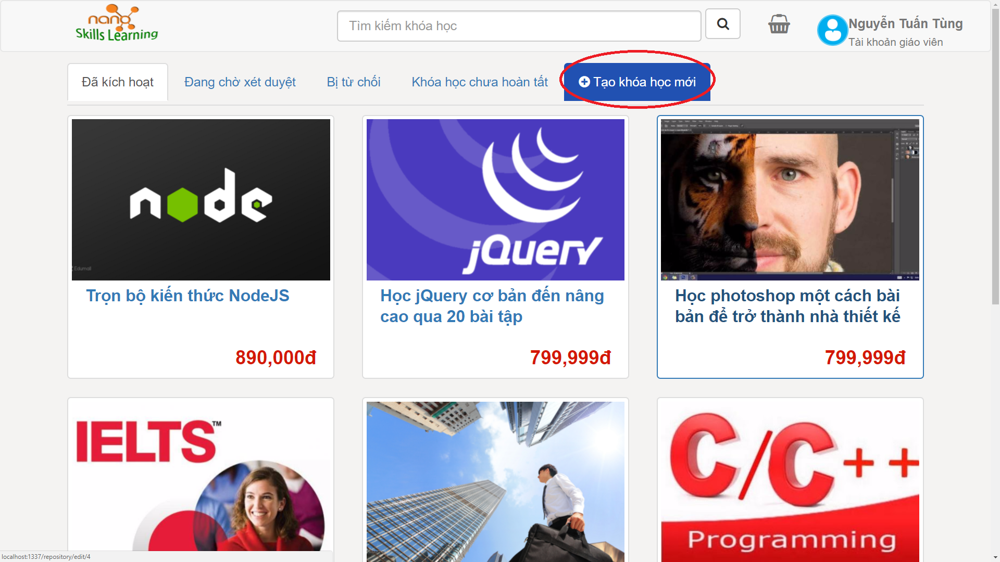 nano
Skills Learning
Tìm kiếm khóa học
Nguyễn Tuấn Tùng
Tài khoản giáo viên
Đã kích hoạt
Đang chờ xét duyệt
Bị từ chối
Khóa học chưa hoàn tất
Tạo khóa học mới
node
Edumall
Trọn bộ kiến thức NodeJS
890,000đ
jQuery
Học jQuery cơ bản đến nâng
cao qua 20 bài tập
799,999đ
Học photoshop một cách bài
bản để trở thành nhà thiết kế
799,999đ
IELTS™
C/C++
Programming
localhost:1337/repository/edit/4